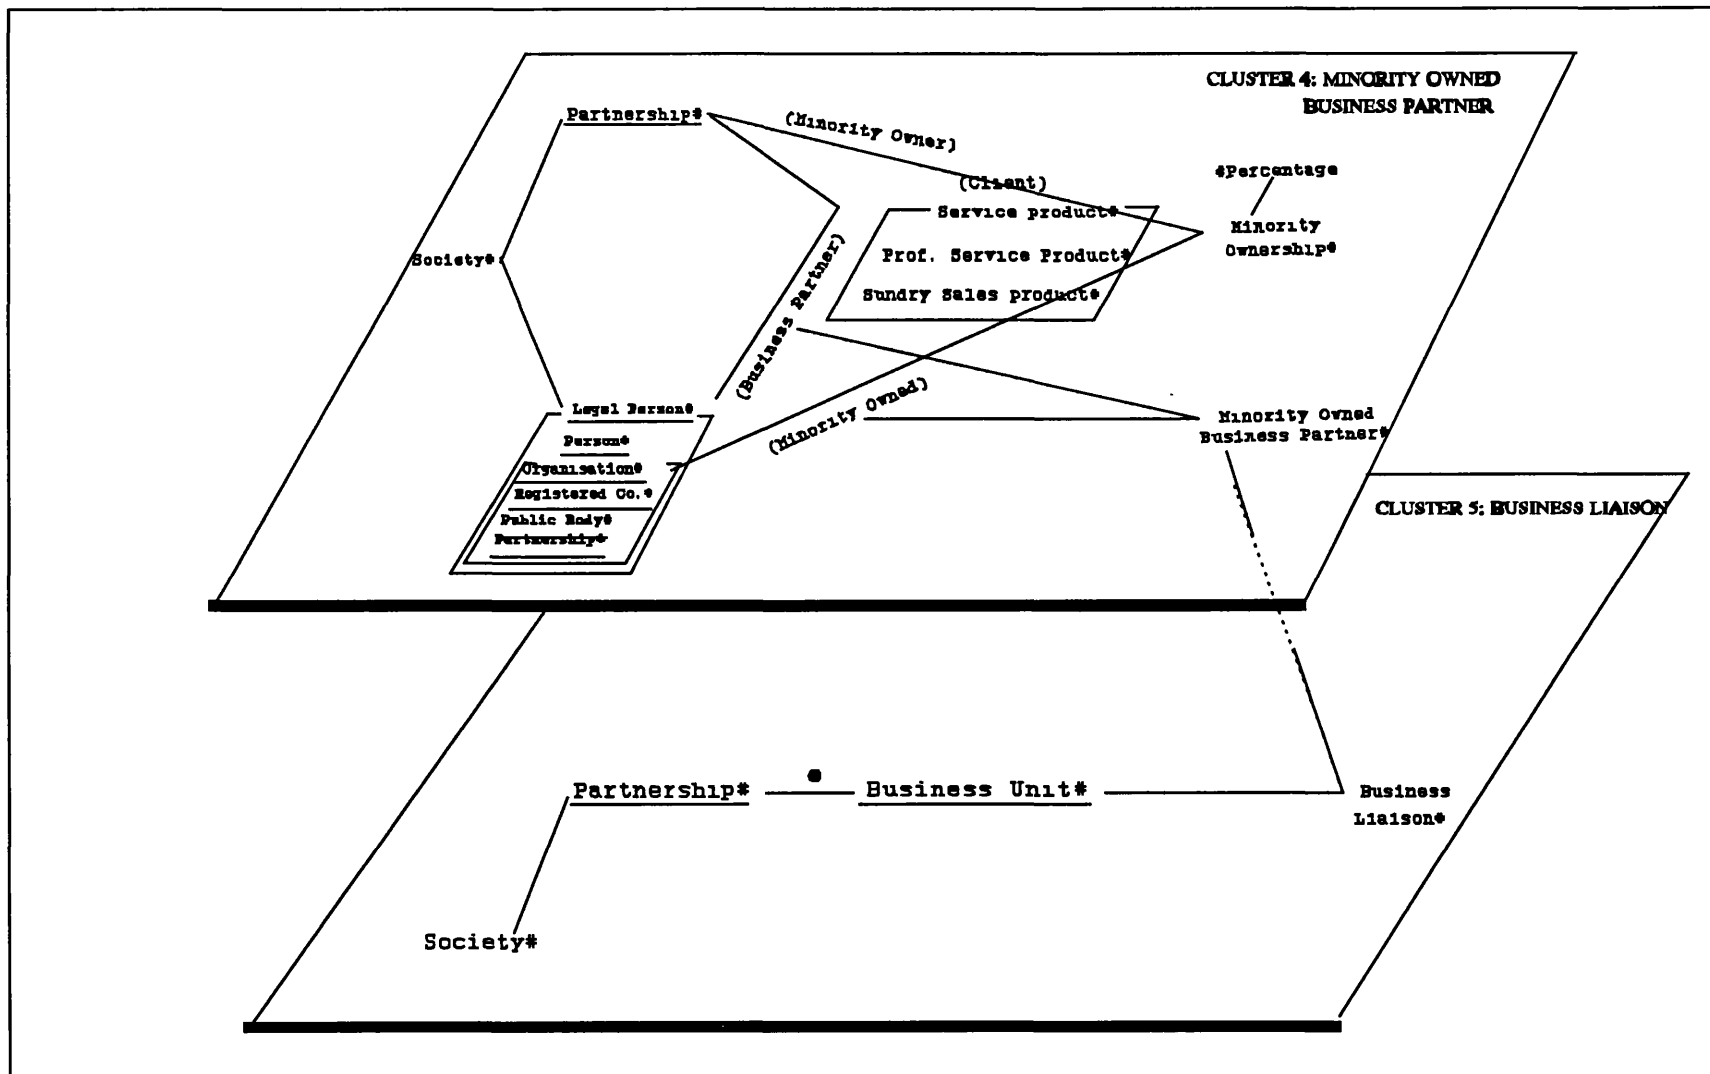 CLUSTER 4: MINORITY OWNED
BUSINESS PARTNER
Partnership#
(Minority Owner)
#Percentage
(Client)
Service product#
Minority
Ownership#
Prof. Service Product#
Society#
Sundry Sales product#
(Business Partner)
(Minority Owned)
Legal Person#
Person#
Organisation#
Registered Co.#
Public Body#
Partnership#
Minority Owned
Business Partner#
CLUSTER 5: BUSINESS LIAISON
Partnership#
Business Unit#
Business
Liaison#
Society#